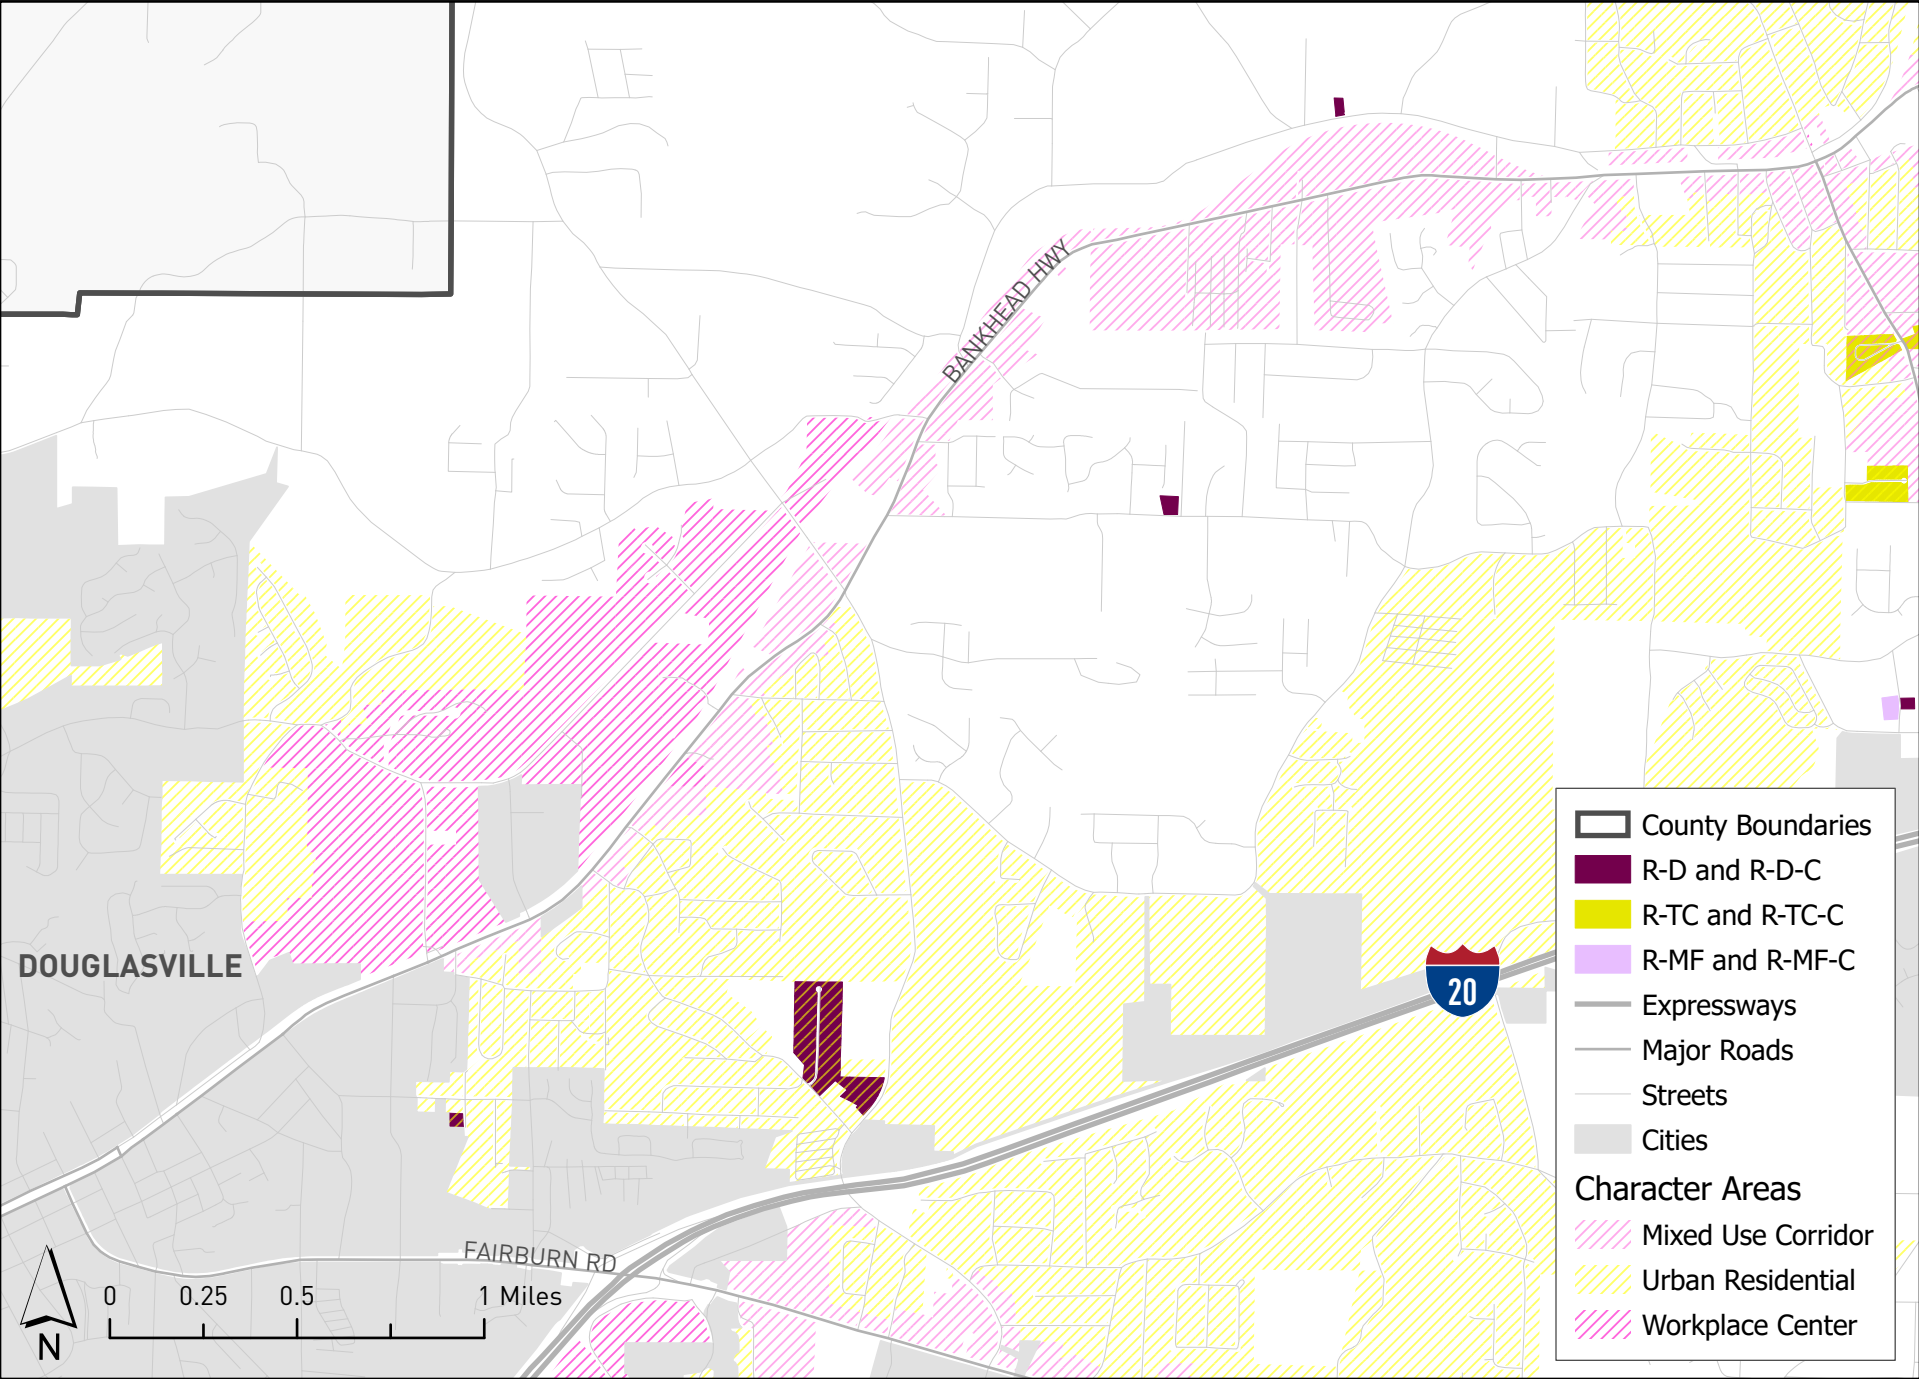 BANKHEAD HWY
DOUGLASVILLE
20
FAIRBURN RD
0 0.25 0.5 1 Miles
N
County Boundaries
R-D and R-D-C
R-TC and R-TC-C
R-MF and R-MF-C
Expressways
Major Roads
Streets
Cities
Character Areas
Mixed Use Corridor
Urban Residential
Workplace Center